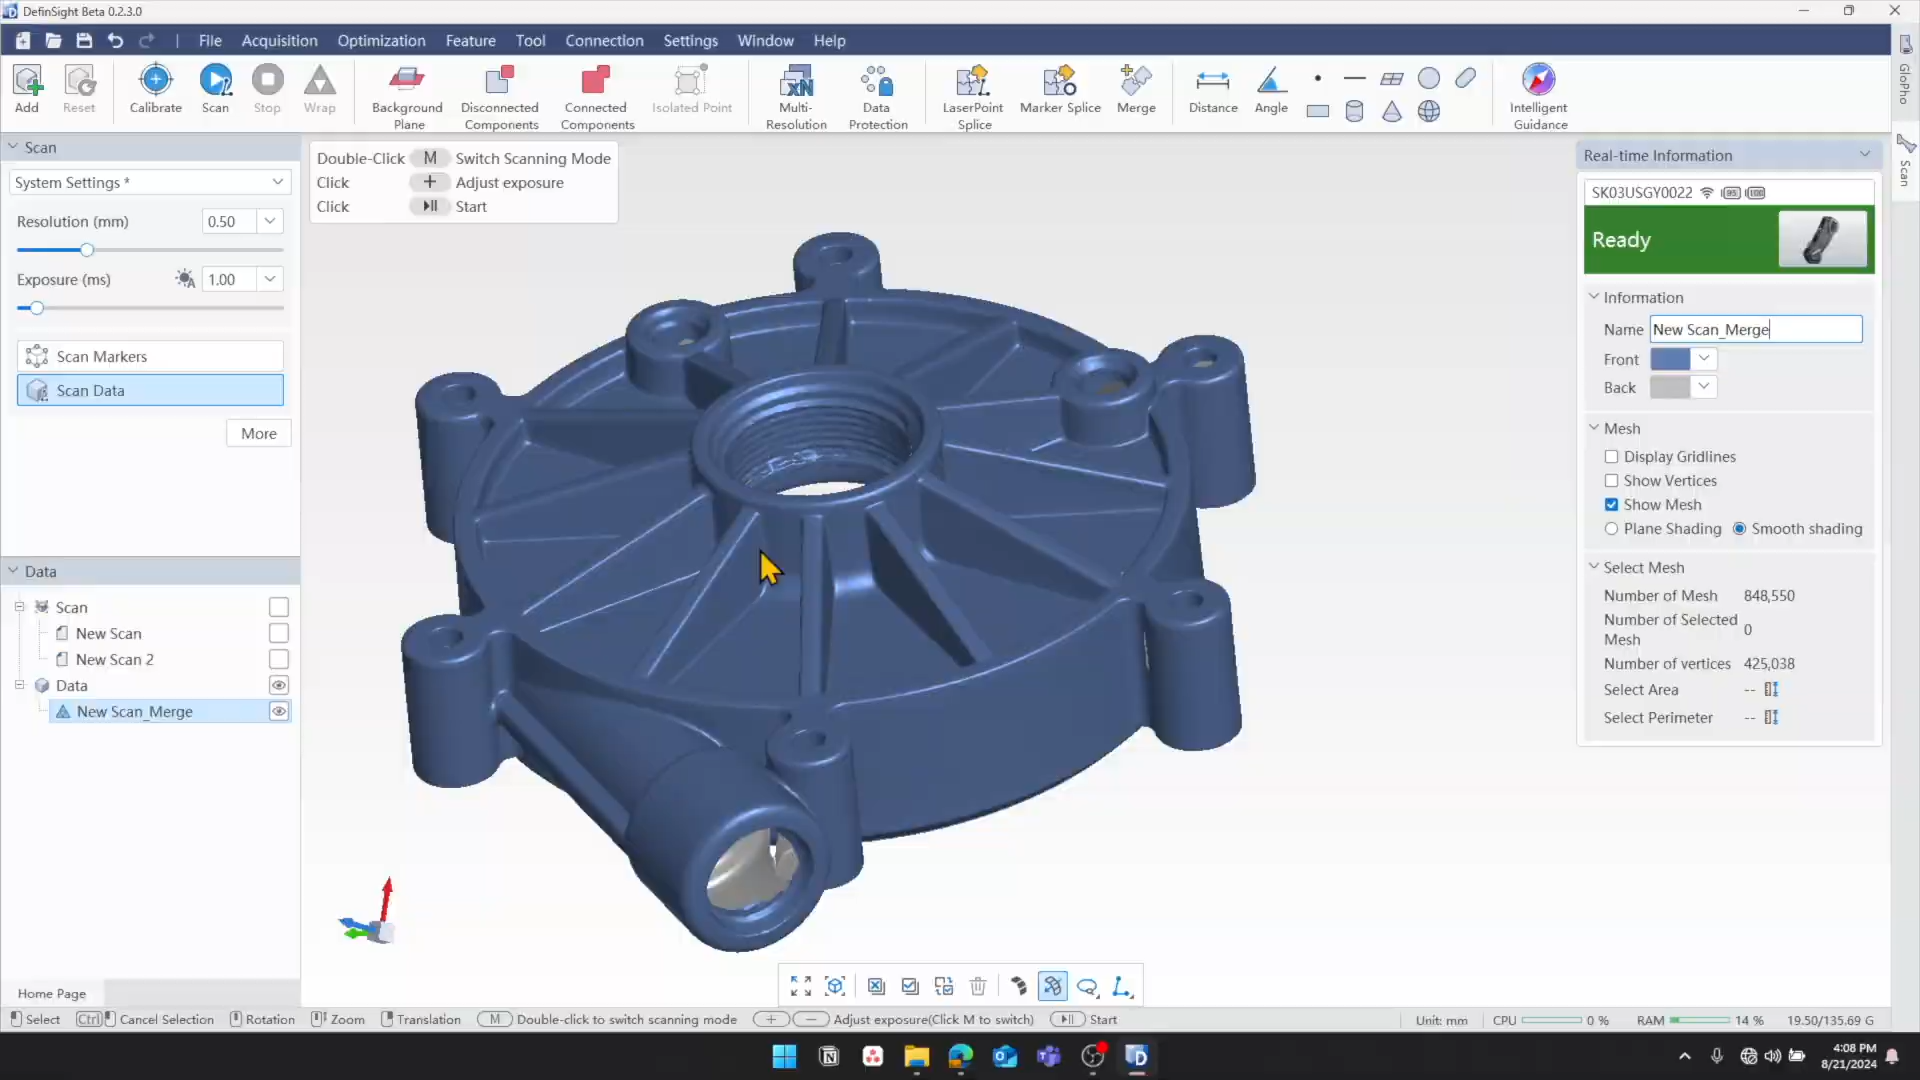 DefinSight Beta 0.2.3.0
File Acquisition Optimization Feature Tool Connection Settings Window Help
Add Reset Calibrate Scan Stop Wrap
Background Plane
Disconnected Components
Connected Components
Isolated Point
Multi-Resolution
Data Protection
LaserPoint Splice
Marker Splice
Merge
Distance
Angle
Intelligent Guidance
GloPho
Scan
Scan
System Settings *
Resolution (mm) 0.50
Exposure (ms) 1.00
Scan Markers
Scan Data
More
Double-Click M Switch Scanning Mode
Click + Adjust exposure
Click Start
Data
Scan
New Scan
New Scan 2
Data
New Scan_Merge
Home Page
Real-time Information
SK03USGY0022
Ready
Information
Name New Scan_Merge
Front
Back
Mesh
Display Gridlines
Show Vertices
Show Mesh
Plane Shading Smooth shading
Select Mesh
Number of Mesh 848,550
Number of Selected
Mesh 0
Number of vertices 425,038
Select Area --
Select Perimeter --
Select Ctrl Cancel Selection Rotation Zoom Translation M Double-click to switch scanning mode + − Adjust exposure(Click M to switch) Start Unit: mm CPU 0 % RAM 14 % 19.50/135.69 G
4:08 PM
8/21/2024